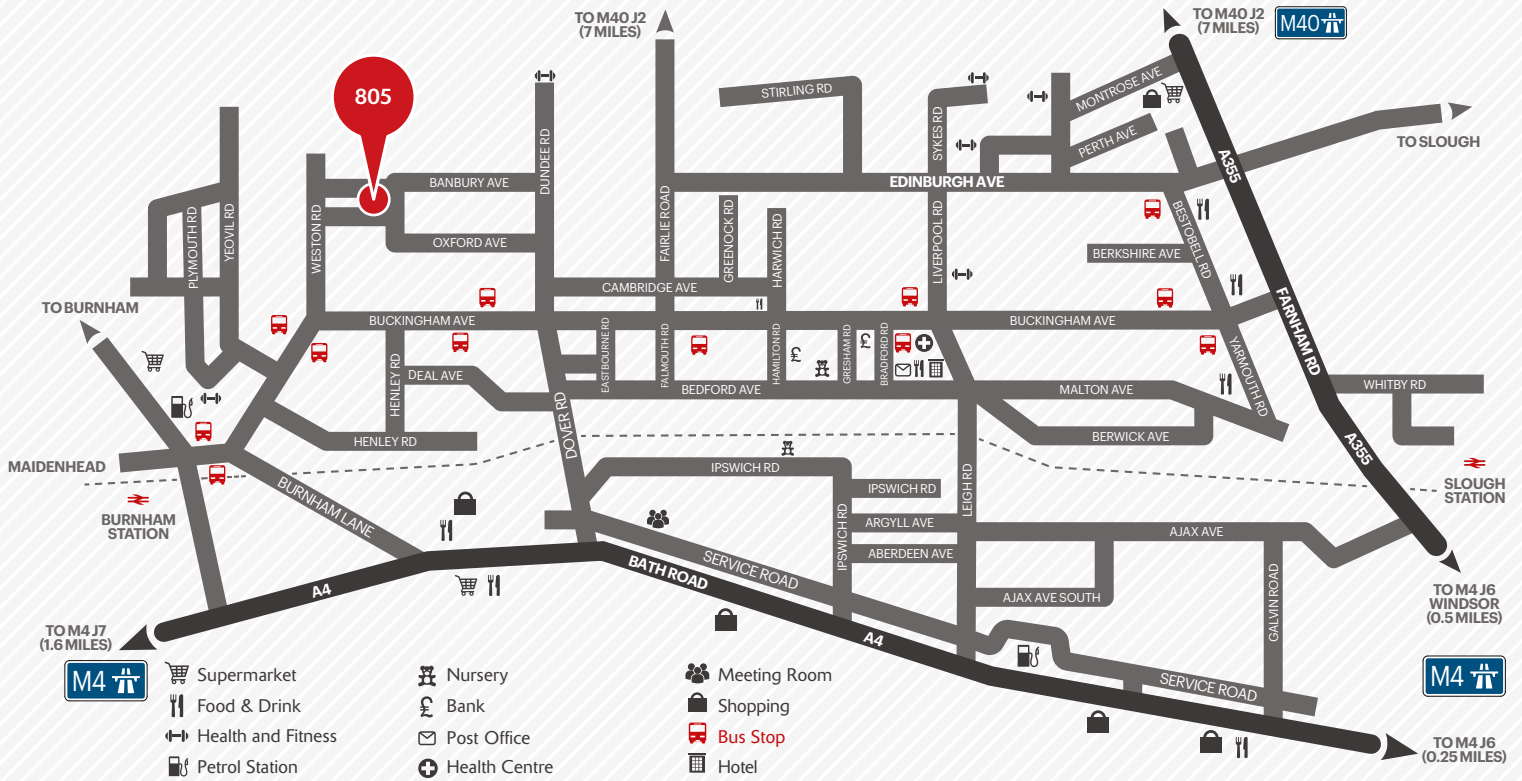 TO M40 J2
(7 MILES)
TO M40 J2
(7 MILES)
M40
805
STIRLING RD
MONTROSE AVE
PERTH AVE
SYKES RD
DUNDEE RD
A355
TO SLOUGH
BANBURY AVE
EDINBURGH AVE
PLYMOUTH RD
YEOVIL RD
WESTON RD
OXFORD AVE
FAIRLIE ROAD
GREENOCK RD
HARWICH RD
LIVERPOOL RD
BESTOBELL RD
BERKSHIRE AVE
CAMBRIDGE AVE
TO BURNHAM
BUCKINGHAM AVE
BUCKINGHAM AVE
FARNHAM RD
EASTBOURNE RD
FALMOUTH RD
HAMILTON RD
GRESHAM RD
BRADFORD RD
YARMOUTH RD
HENLEY RD
DEAL AVE
BEDFORD AVE
MALTON AVE
WHITBY RD
HENLEY RD
DOVER RD
BERWICK AVE
A355
MAIDENHEAD
BURNHAM
STATION
BURNHAM LANE
IPSWICH RD
IPSWICH RD
IPSWICH RD
LEIGH RD
SLOUGH
STATION
ARGYLL AVE
AJAX AVE
ABERDEEN AVE
SERVICE ROAD
BATH ROAD
A4
AJAX AVE SOUTH
GALVIN ROAD
TO M4 J6
WINDSOR
(0.5 MILES)
TO M4 J7
(1.6 MILES)
A4
M4
M4
SERVICE ROAD
TO M4 J6
(0.25 MILES)
Supermarket
Food & Drink
Health and Fitness
Petrol Station
Nursery
£ Bank
Post Office
Health Centre
Meeting Room
Shopping
Bus Stop
Hotel
£
£